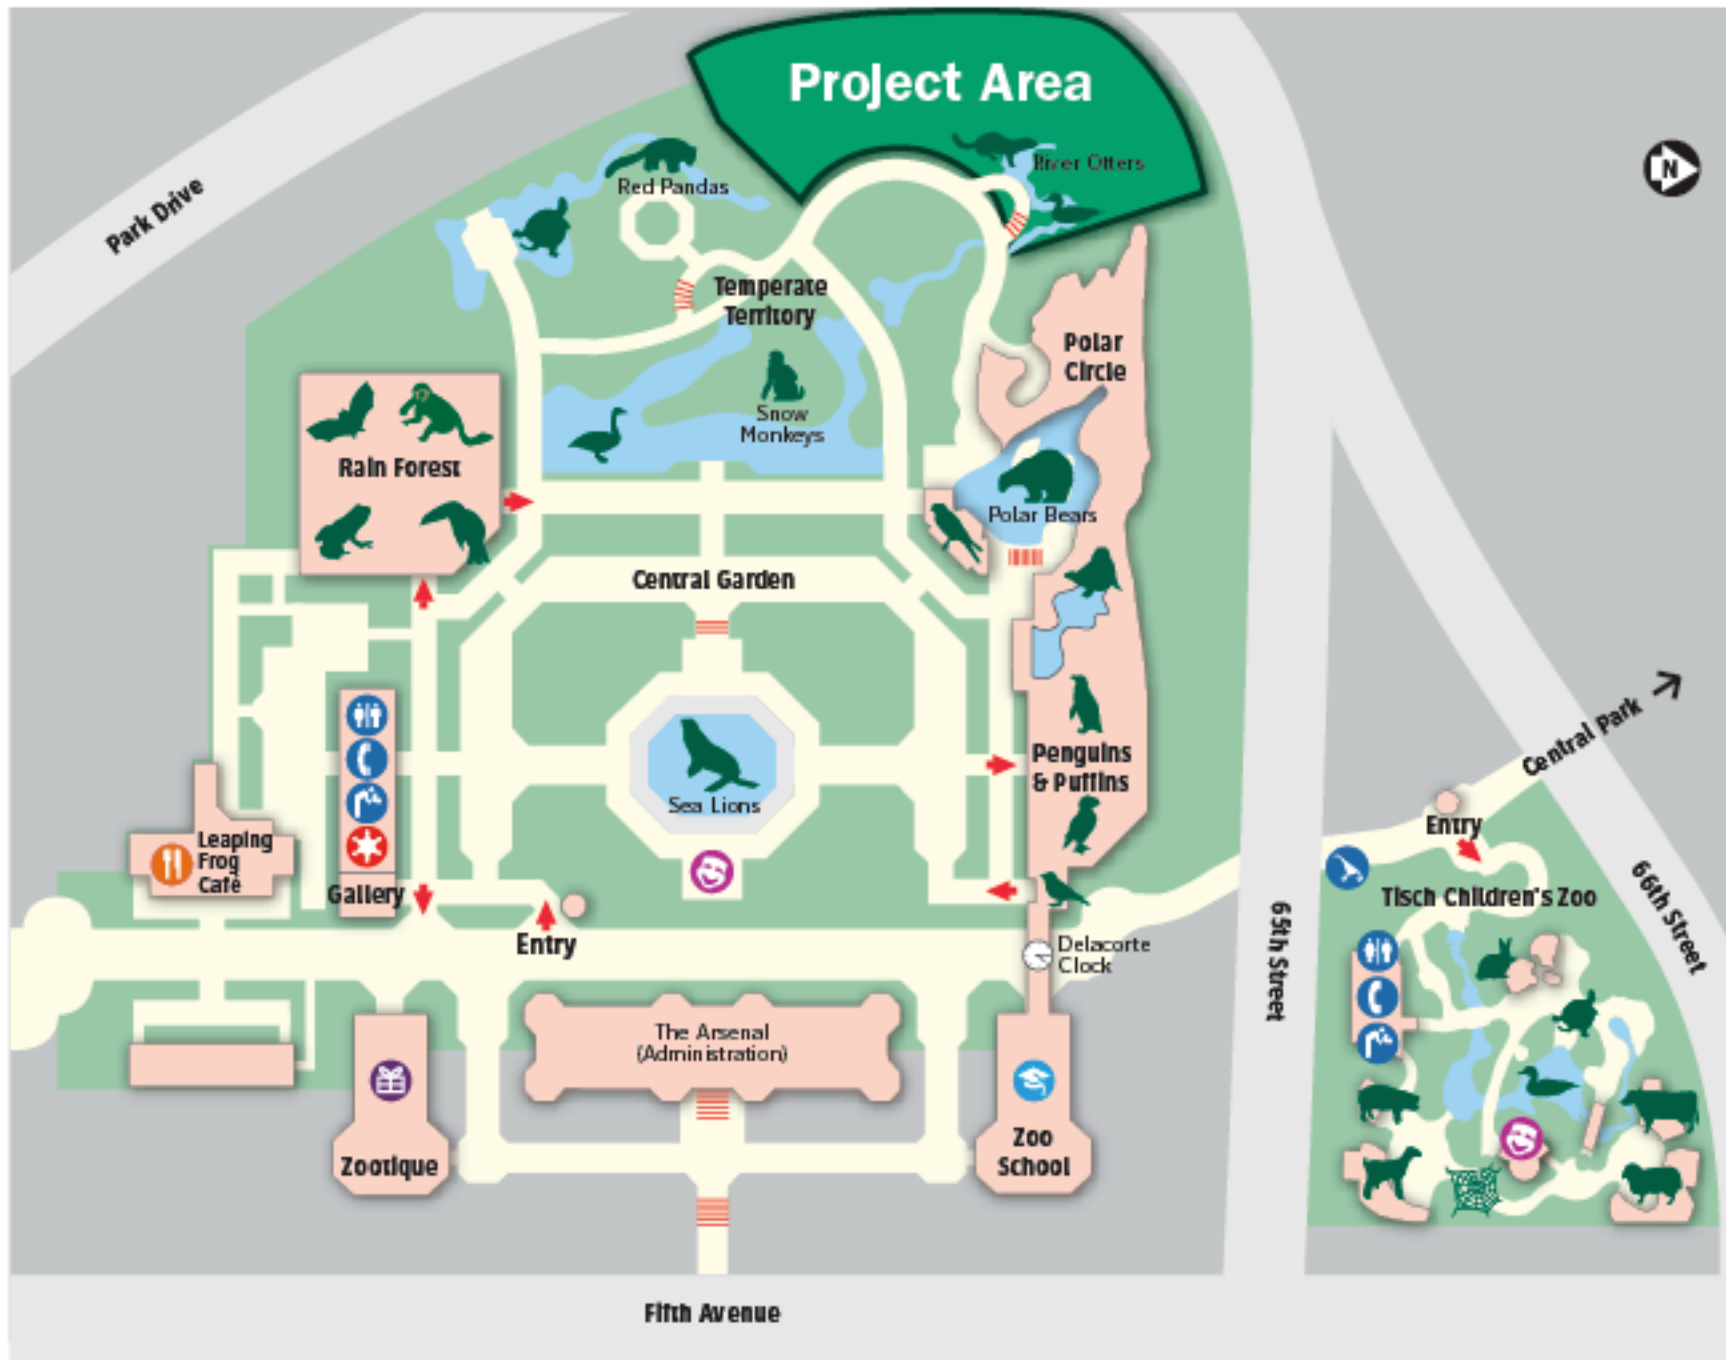 Project Area
River Otters
N
Park Drive
Red Pandas
Temperate
Territory
Polar
Circle
Snow
Monkeys
Rain Forest
Polar Bears
Central Garden
Central Park
Penguins
& Puffins
Sea Lions
Leaping
Frog
Café
Gallery
Entry
Delacorte
Clock
Entry
Tisch Children's Zoo
65th Street
66th Street
The Arsenal
(Administration)
Zootique
Zoo
School
Fifth Avenue